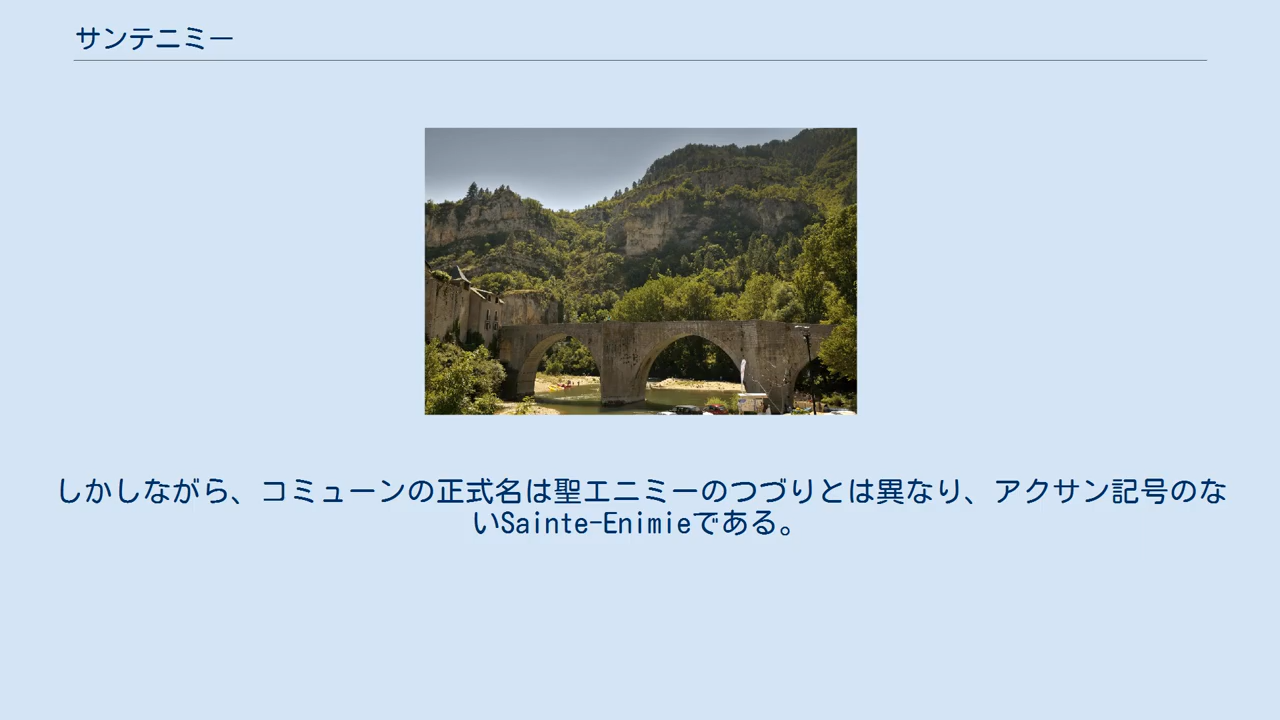 サンテニミー
しかしながら、コミューンの正式名は聖エニミーのつづりとは異なり、アクサン記号のな
いSainte-Enimieである。